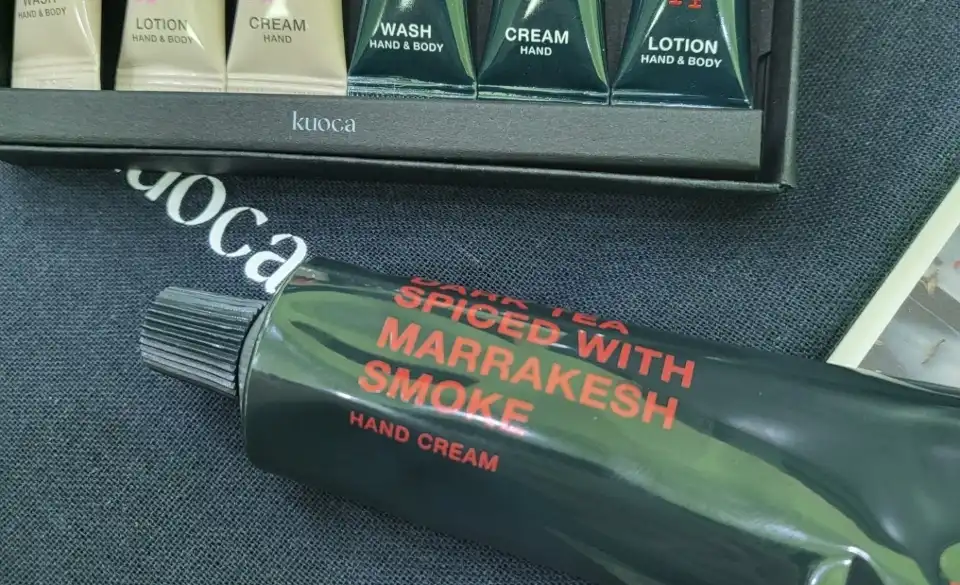 WASH
HAND & BODY
LOTION
HAND & BODY
CREAM
HAND
WASH
HAND & BODY
CREAM
HAND
LOTION
HAND & BODY
kuoca
uoca
DARK TEA
SPICED WITH
MARRAKESH
SMOKE
HAND CREAM